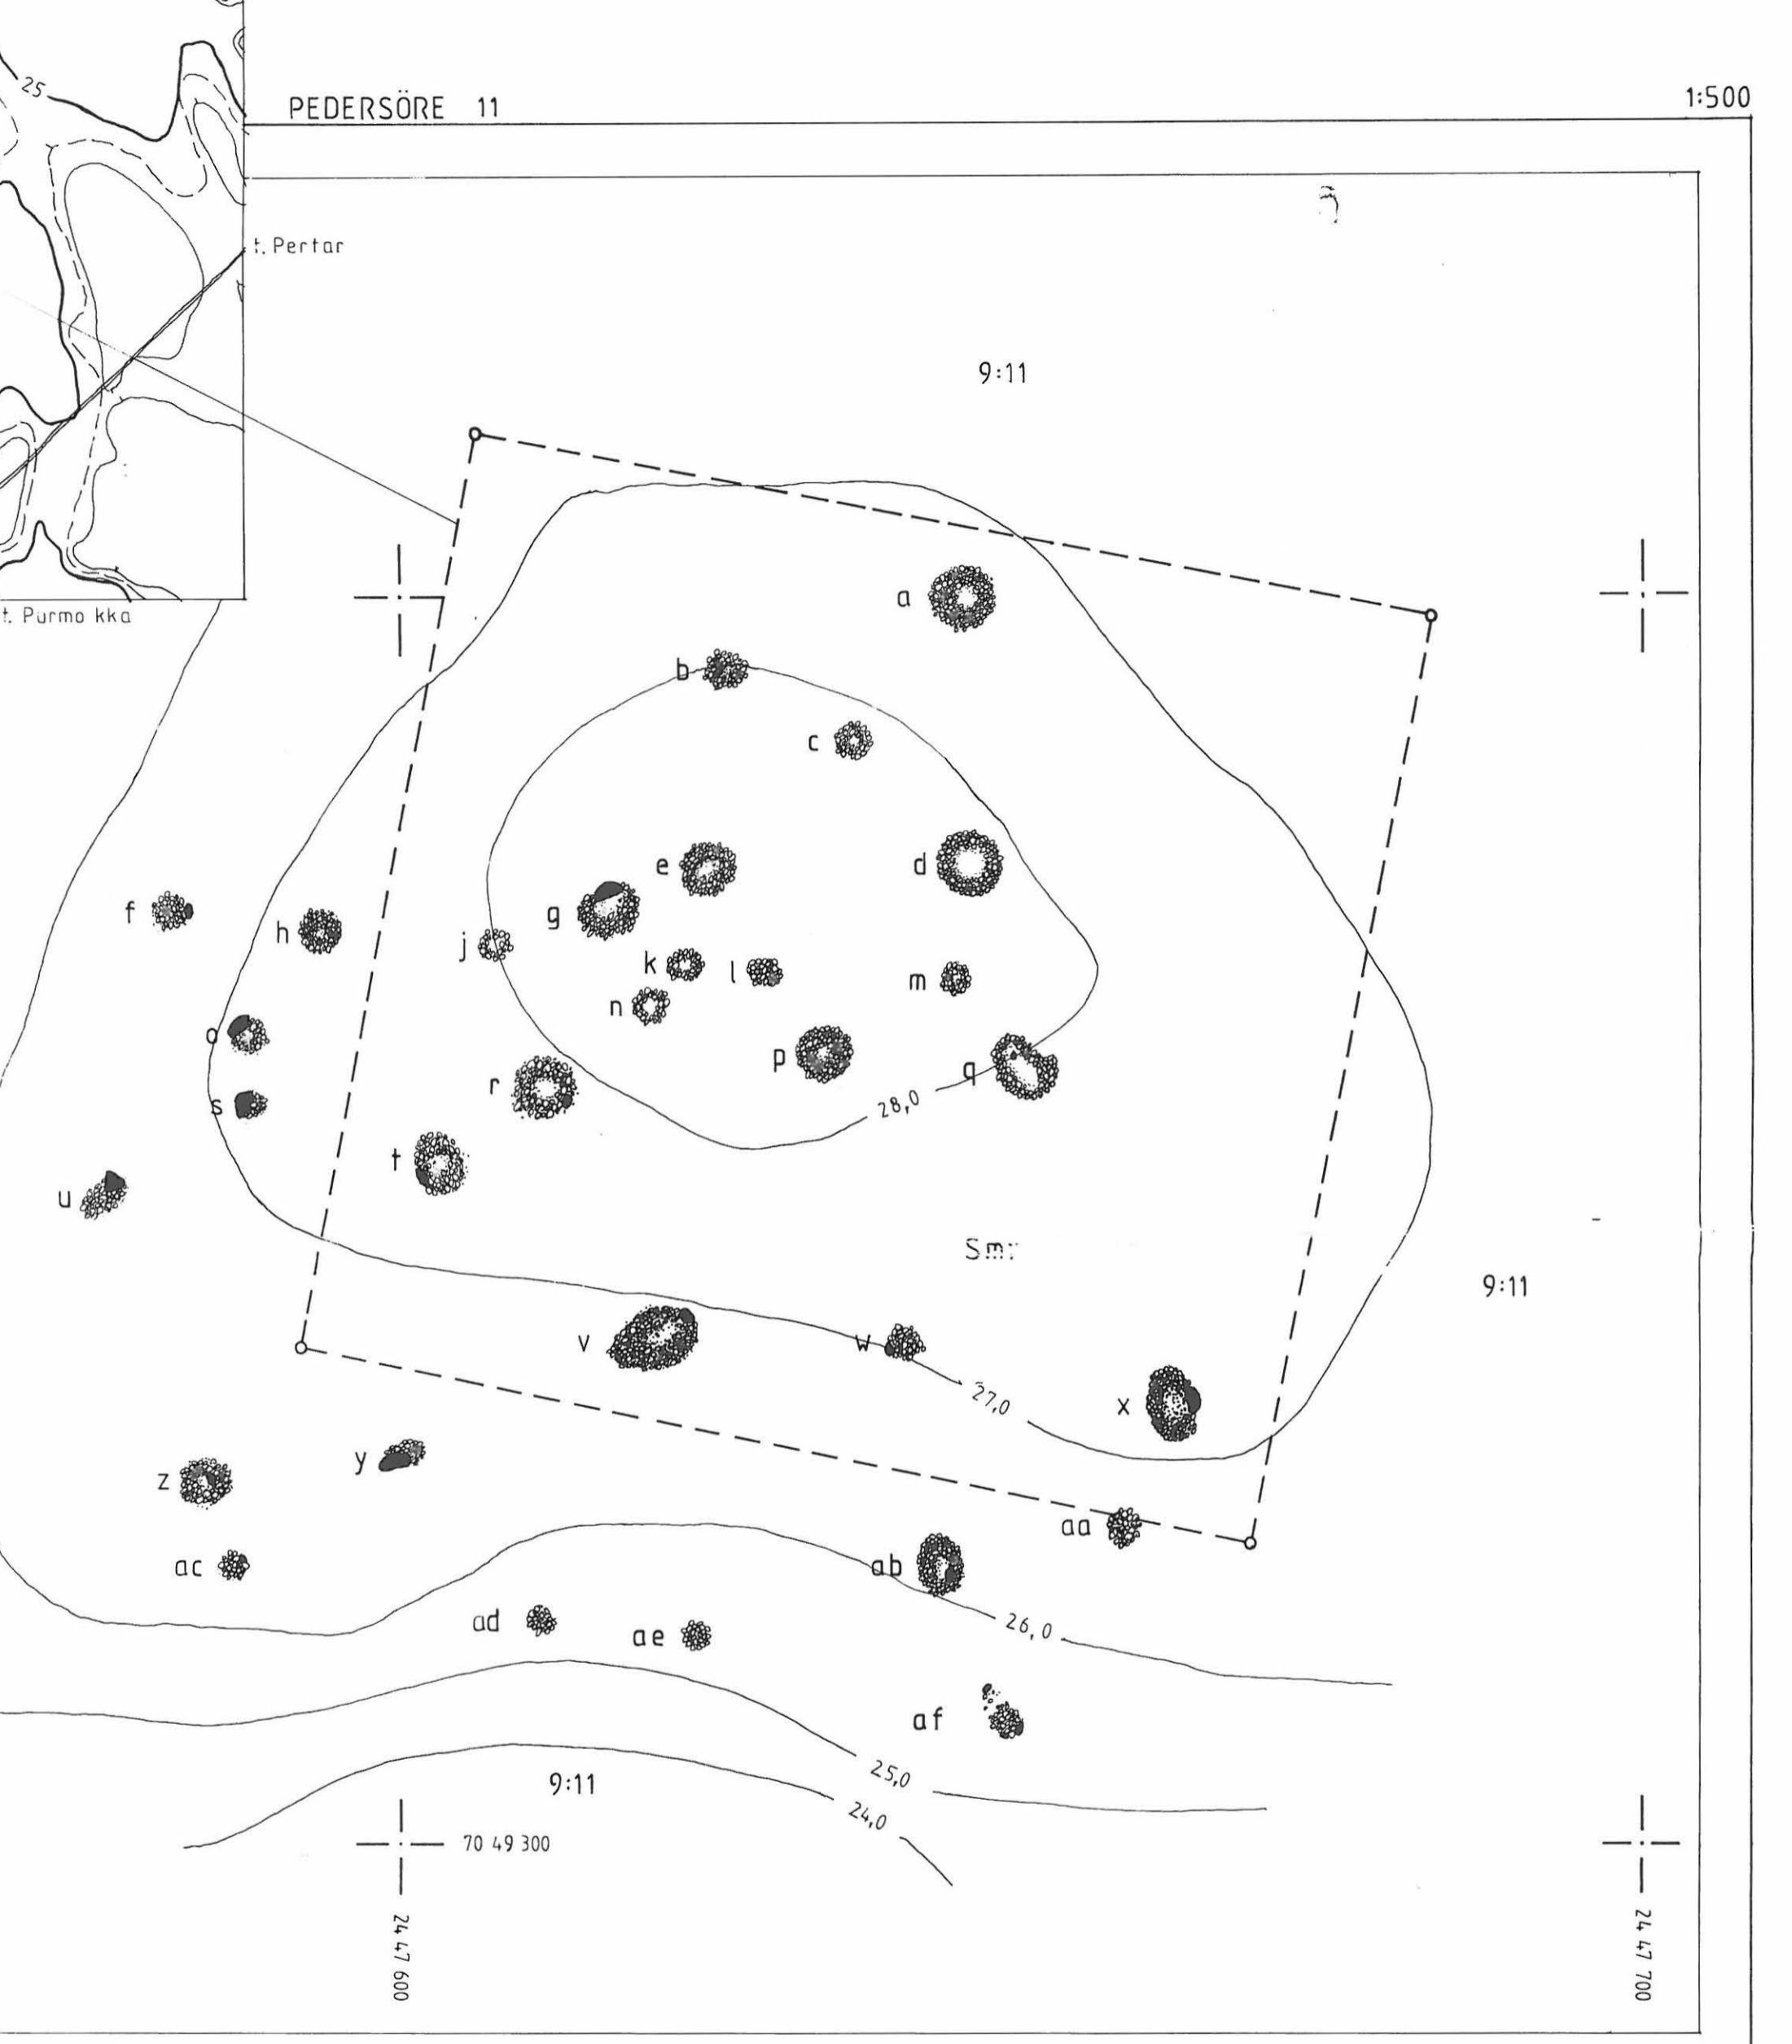 25
PEDERSÖRE 11
1:500
t. Pertar
9:11
t. Purmo kka
a
b
c
e
d
f
g
h
j
k
l
m
n
o
p
q
r
28,0
s
t
u
Sm
9:11
v
w
27,0
x
y
z
aa
ac
ab
ad
ae
26,0
af
25,0
9:11
24,0
70 49 300
24 47 600
24 47 700